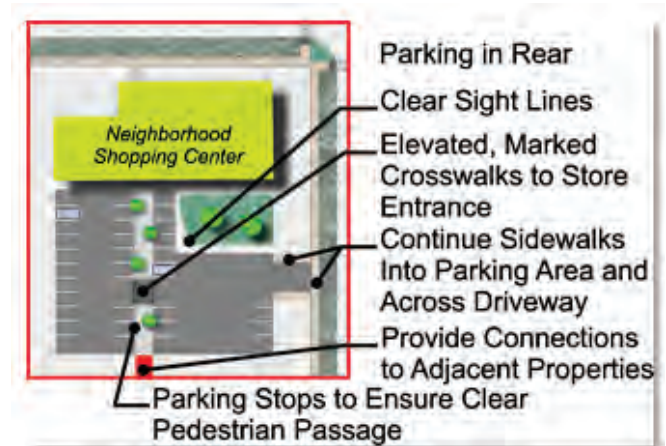 Parking in Rear
Neighborhood
Shopping Center
Clear Sight Lines
Elevated, Marked
Crosswalks to Store
Entrance
Continue Sidewalks
Into Parking Area and
Across Driveway
Provide Connections
to Adjacent Properties
Parking Stops to Ensure Clear
Pedestrian Passage